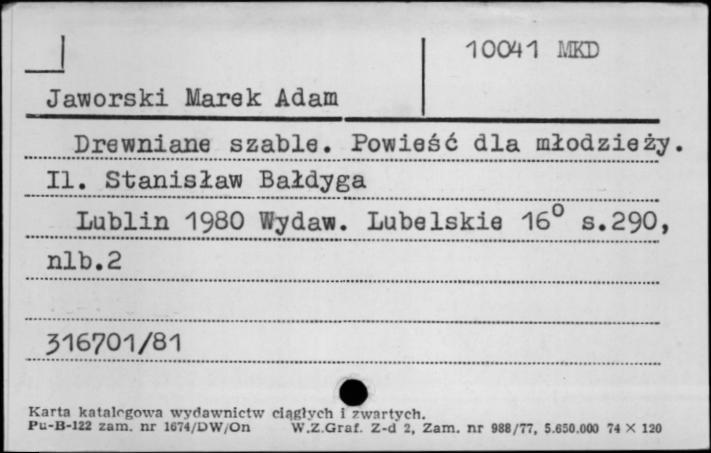 10041 MKD
Jaworski Marek Adam
Drewniane szable. Powieść dla młodzieży.
Il. Stanisław Bałdyga
Lublin 1980 Wydaw. Lubelskie 16° s.290,
nlb.2
316701/81
Karta katalogowa wydawnictw ciągłych i zwartych.
Pu-B-122 zam. nr 1674/DW/On W.Z.Graf. Z-d 2, Zam. nr 988/77, 5.650.000 74 × 120